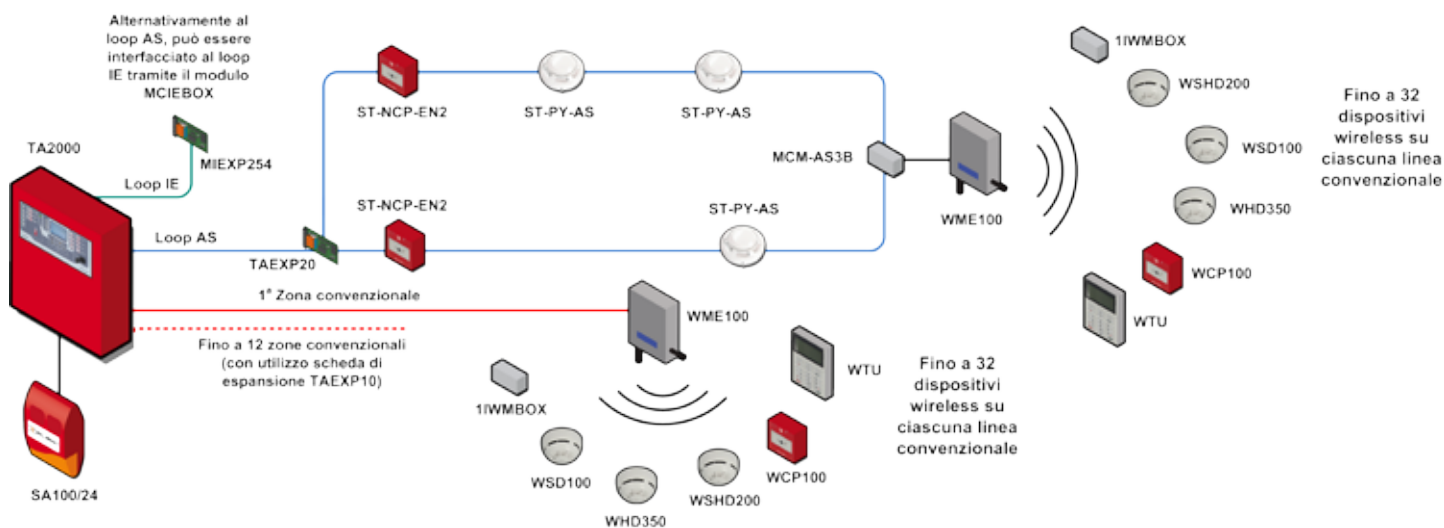 Alternativamente al
loop AS, può essere
interfacciato al loop
IE tramite il modulo
MCIEBOX
TA2000
MIEXP254
Loop IE
ST-NCP-EN2
ST-PY-AS
ST-PY-AS
MCM-AS3B
WME100
1IWMBOX
WSHD200
WSD100
WHD350
WCP100
WTU
Fino a 32
dispositivi
wireless su
ciascuna linea
convenzionale
ST-NCP-EN2
ST-PY-AS
Loop AS
TAEXP20
1ª Zona convenzionale
Fino a 12 zone convenzionali
(con utilizzo scheda di
espansione TAEXP10)
WME100
WTU
1IWMBOX
WSD100
WHD350
WSHD200
WCP100
Fino a 32
dispositivi
wireless su
ciascuna linea
convenzionale
SA100/24